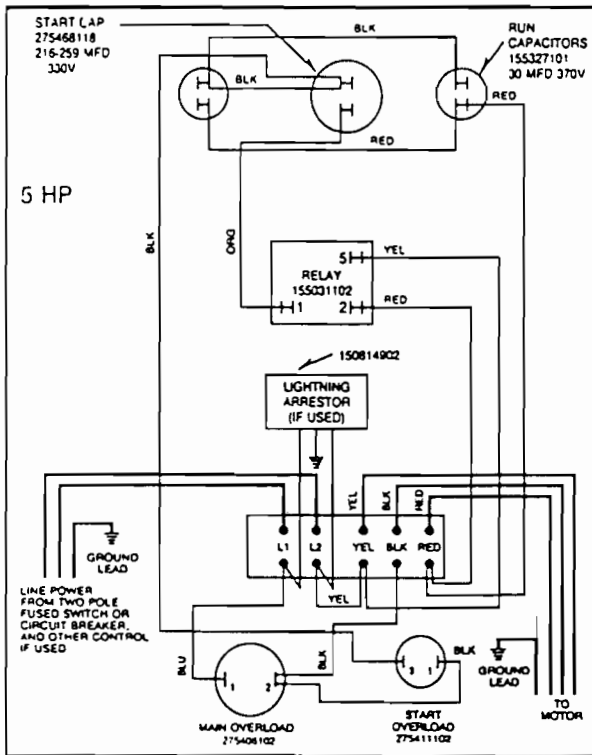 START CAP
275468118
216-259 MFD
330V
BLK
RUN
CAPACITORS
155327101
30 MFD 370V
BLK
RED
RED
5 HP
BLK
ORG
5
YEL
RELAY
155031102
1
2
RED
150814902
LIGHTNING
ARRESTOR
(IF USED)
YEL
BLK
RED
L1
L2
YEL
BLK
RED
GROUND
LEAD
YEL
LINE POWER
FROM TWO POLE
FUSED SWITCH OR
CIRCUIT BREAKER,
AND OTHER CONTROL
IF USED
BLU
BLK
1
2
3
1
BLK
GROUND
LEAD
TO
MOTOR
MAIN OVERLOAD
275406102
START
OVERLOAD
275411102